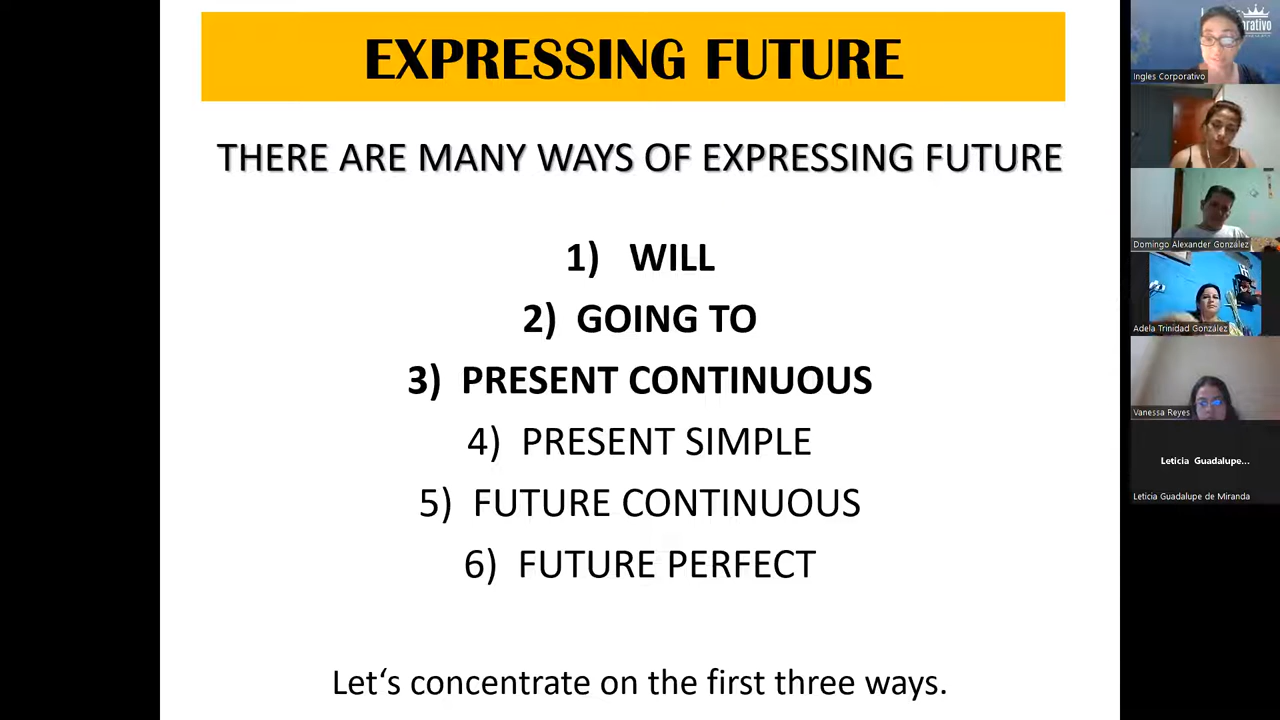 EXPRESSING FUTURE
THERE ARE MANY WAYS OF EXPRESSING FUTURE
1) WILL
2) GOING TO
3) PRESENT CONTINUOUS
4) PRESENT SIMPLE
5) FUTURE CONTINUOUS
6) FUTURE PERFECT
Let‘s concentrate on the first three ways.
Ingles Corporativo
Domingo Alexander González
Adela Trinidad González
Vanessa Reyes
Leticia Guadalupe...
Leticia Guadalupe de Miranda